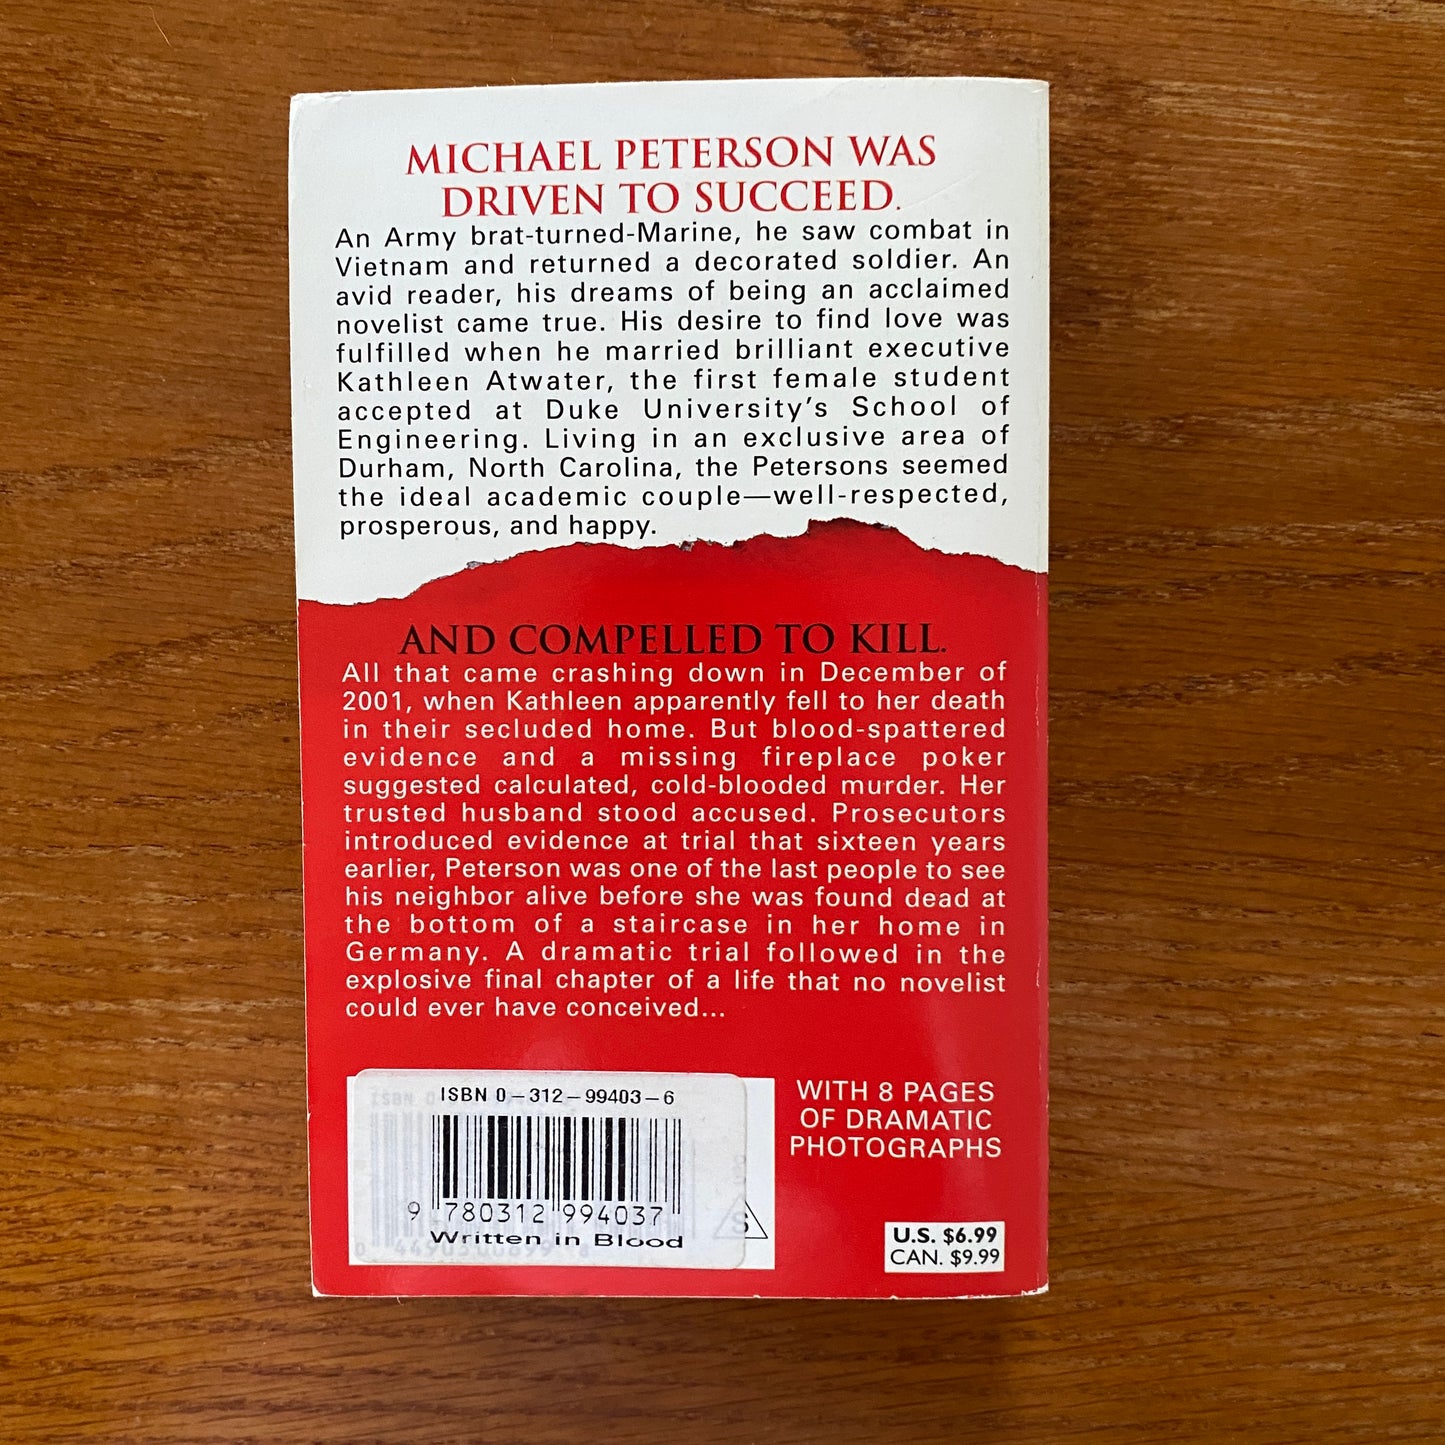 MICHAEL PETERSON WAS
DRIVEN TO SUCCEED.
An Army brat-turned-Marine, he saw combat in
Vietnam and returned a decorated soldier. An
avid reader, his dreams of being an acclaimed
novelist came true. His desire to find love was
fulfilled when he married brilliant executive
Kathleen Atwater, the first female student
accepted at Duke University's School of
Engineering. Living in an exclusive area of
Durham, North Carolina, the Petersons seemed
the ideal academic couple—well-respected,
prosperous, and happy.
AND COMPELLED TO KILL.
All that came crashing down in December of
2001, when Kathleen apparently fell to her death
in their secluded home. But blood-spattered
evidence and a missing fireplace poker
suggested calculated, cold-blooded murder. Her
trusted husband stood accused. Prosecutors
introduced evidence at trial that sixteen years
earlier, Peterson was one of the last people to see
his neighbor alive before she was found dead at
the bottom of a staircase in her home in
Germany. A dramatic trial followed in the
explosive final chapter of a life that no novelist
could ever have conceived...
ISBN 0-312-99403-6
9 780312 994037
Written in Blood
S
WITH 8 PAGES
OF DRAMATIC
PHOTOGRAPHS
U.S. $6.99
CAN. $9.99